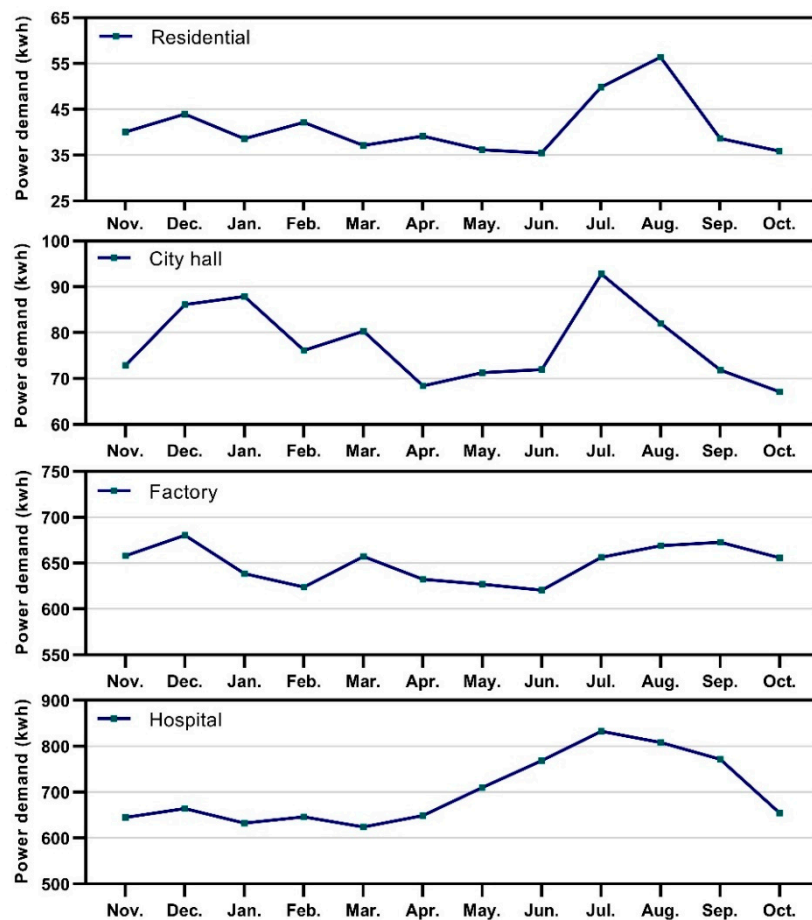 65
55
45
35
25
Power demand (kwh)
Residential
Nov. Dec. Jan. Feb. Mar. Apr. May. Jun. Jul. Aug. Sep. Oct.
100
90
80
70
60
Power demand (kwh)
City hall
Nov. Dec. Jan. Feb. Mar. Apr. May. Jun. Jul. Aug. Sep. Oct.
750
700
650
600
550
Power demand (kwh)
Factory
Nov. Dec. Jan. Feb. Mar. Apr. May. Jun. Jul. Aug. Sep. Oct.
900
800
700
600
500
Power demand (kwh)
Hospital
Nov. Dec. Jan. Feb. Mar. Apr. May. Jun. Jul. Aug. Sep. Oct.